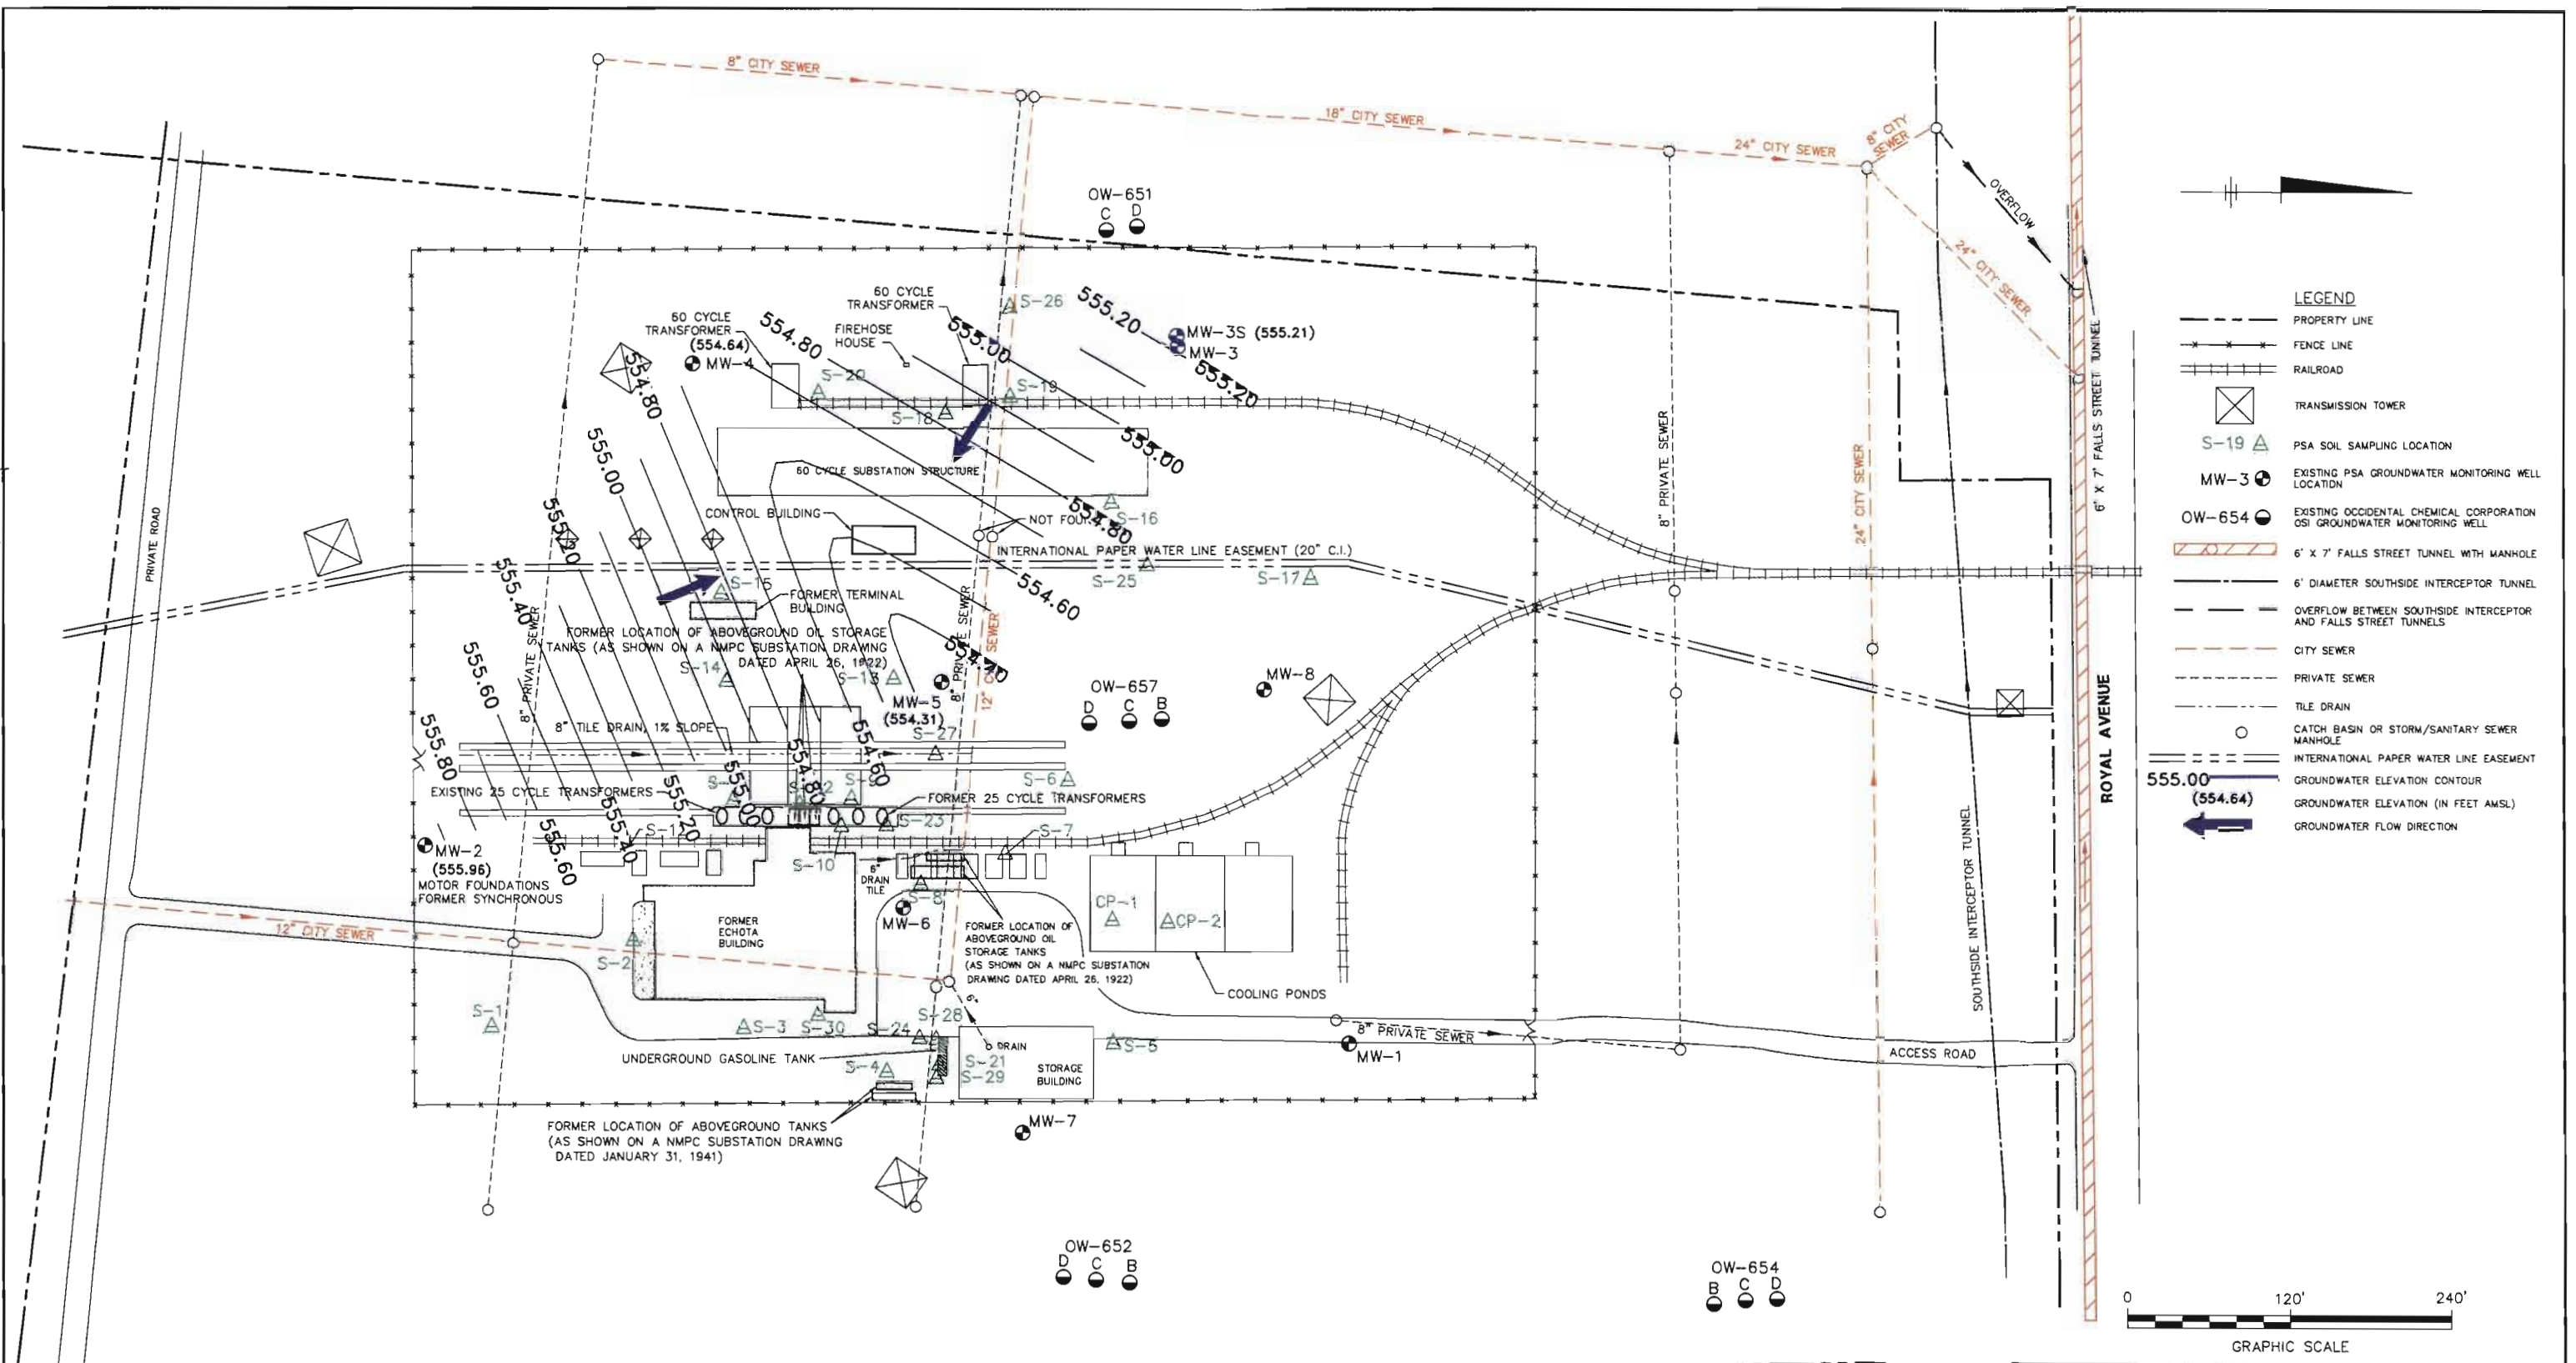 8" CITY SEWER
18" CITY SEWER
24" CITY SEWER
8" CITY
SEWER
OVERFLOW
24" CITY SEWER
OW-651
C D
60 CYCLE
TRANSFORMER
S-26
555.20
MW-3S (555.21)
MW-3
555.20
60 CYCLE
TRANSFORMER
(554.64)
MW-4
554.80
FIREHOSE
HOUSE
555.00
554.80
S-20
S-19
S-18
555.00
60 CYCLE SUBSTATION STRUCTURE
555.00
CONTROL BUILDING
S-16
554.80
555.20
INTERNATIONAL PAPER WATER LINE EASEMENT (20" C.I.)
S-25
S-17
555.40
S-15
554.60
FORMER TERMINAL
BUILDING
FORMER LOCATION OF ABOVEGROUND OIL STORAGE
TANKS (AS SHOWN ON A NMPC SUBSTATION DRAWING
DATED APRIL 26, 1922)
S-14
S-13
MW-5
(554.31)
8" PRIVATE SEWER
12" CITY SEWER
8" PRIVATE SEWER
PRIVATE ROAD
555.60
OW-657
D C B
MW-8
8" TILE DRAIN, 1% SLOPE
S-27
554.60
554.80
555.00
555.20
555.40
555.60
555.80
S-6
EXISTING 25 CYCLE TRANSFORMERS
FORMER 25 CYCLE TRANSFORMERS
S-23
S-7
MW-2
(555.96)
MOTOR FOUNDATIONS
FORMER SYNCHRONOUS
S-10
6"
DRAIN
TILE
S-8
MW-6
12" CITY SEWER
FORMER
ECHOTA
BUILDING
S-2
FORMER LOCATION OF
ABOVEGROUND OIL
STORAGE TANKS
(AS SHOWN ON A NMPC SUBSTATION
DRAWING DATED APRIL 26, 1922)
CP-1
CP-2
COOLING PONDS
S-1
S-3
S-30
S-24
S-28
6"
DRAIN
UNDERGROUND GASOLINE TANK
S-4
S-21
S-29
STORAGE
BUILDING
S-5
8" PRIVATE SEWER
MW-1
ACCESS ROAD
FORMER LOCATION OF ABOVEGROUND TANKS
(AS SHOWN ON A NMPC SUBSTATION DRAWING
DATED JANUARY 31, 1941)
MW-7
OW-652
D C B
OW-654
B C D
8" PRIVATE SEWER
24" CITY SEWER
SOUTHSIDE INTERCEPTOR TUNNEL
6' X 7' FALLS STREET TUNNEL
ROYAL AVENUE
LEGEND
PROPERTY LINE
FENCE LINE
RAILROAD
TRANSMISSION TOWER
S-19 PSA SOIL SAMPLING LOCATION
MW-3 EXISTING PSA GROUNDWATER MONITORING WELL
LOCATION
OW-654 EXISTING OCCIDENTAL CHEMICAL CORPORATION
OSI GROUNDWATER MONITORING WELL
6' X 7' FALLS STREET TUNNEL WITH MANHOLE
6' DIAMETER SOUTHSIDE INTERCEPTOR TUNNEL
OVERFLOW BETWEEN SOUTHSIDE INTERCEPTOR
AND FALLS STREET TUNNELS
CITY SEWER
PRIVATE SEWER
TILE DRAIN
CATCH BASIN OR STORM/SANITARY SEWER
MANHOLE
INTERNATIONAL PAPER WATER LINE EASEMENT
555.00 GROUNDWATER ELEVATION CONTOUR
(554.64) GROUNDWATER ELEVATION (IN FEET AMSL)
GROUNDWATER FLOW DIRECTION
0 120' 240'
GRAPHIC SCALE